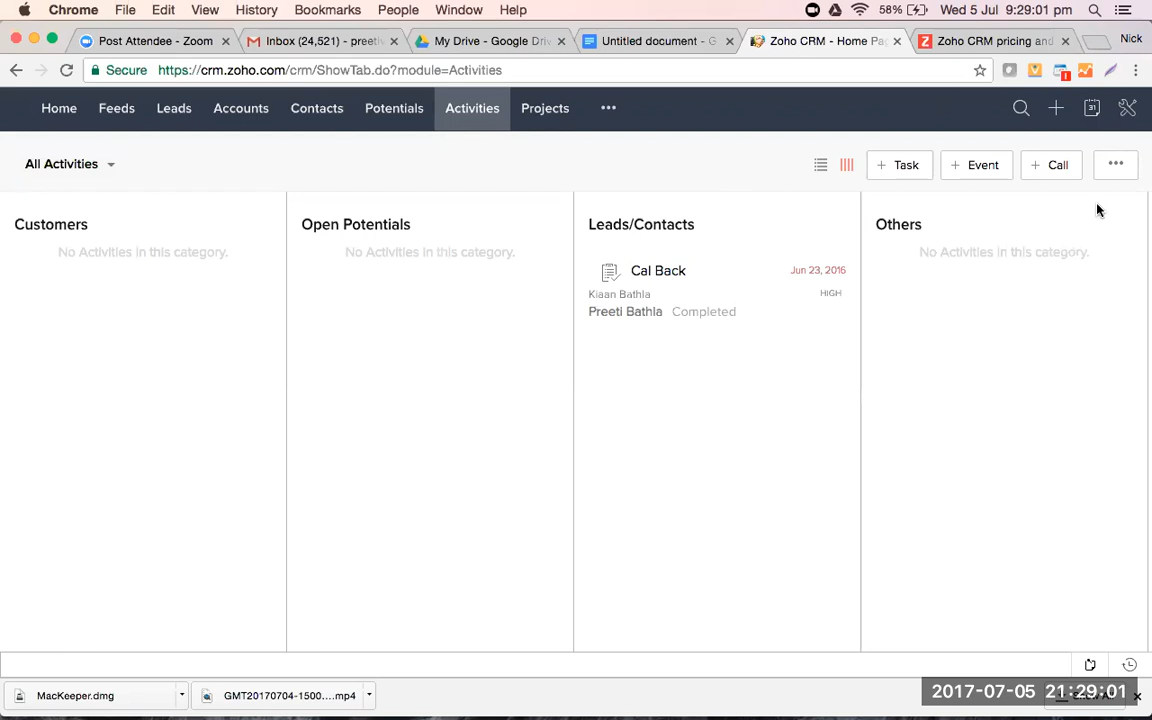 Chrome File Edit View History Bookmarks People Window Help 58% Wed 5 Jul 9:29:01 pm
Post Attendee - Zoom Inbox (24,521) - preeti My Drive - Google Dri Untitled document - G Zoho CRM - Home Pag Zoho CRM pricing and Nick
Secure https://crm.zoho.com/crm/ShowTab.do?module=Activities 1
Home Feeds Leads Accounts Contacts Potentials Activities Projects ••• 31
All Activities + Task + Event + Call •••
Customers Open Potentials Leads/Contacts Others
No Activities in this category. No Activities in this category. No Activities in this category.
Cal Back Jun 23, 2016
Kiaan Bathla HIGH
Preeti Bathla Completed
MacKeeper.dmg GMT20170704-1500....mp4
2017-07-05 21:29:01